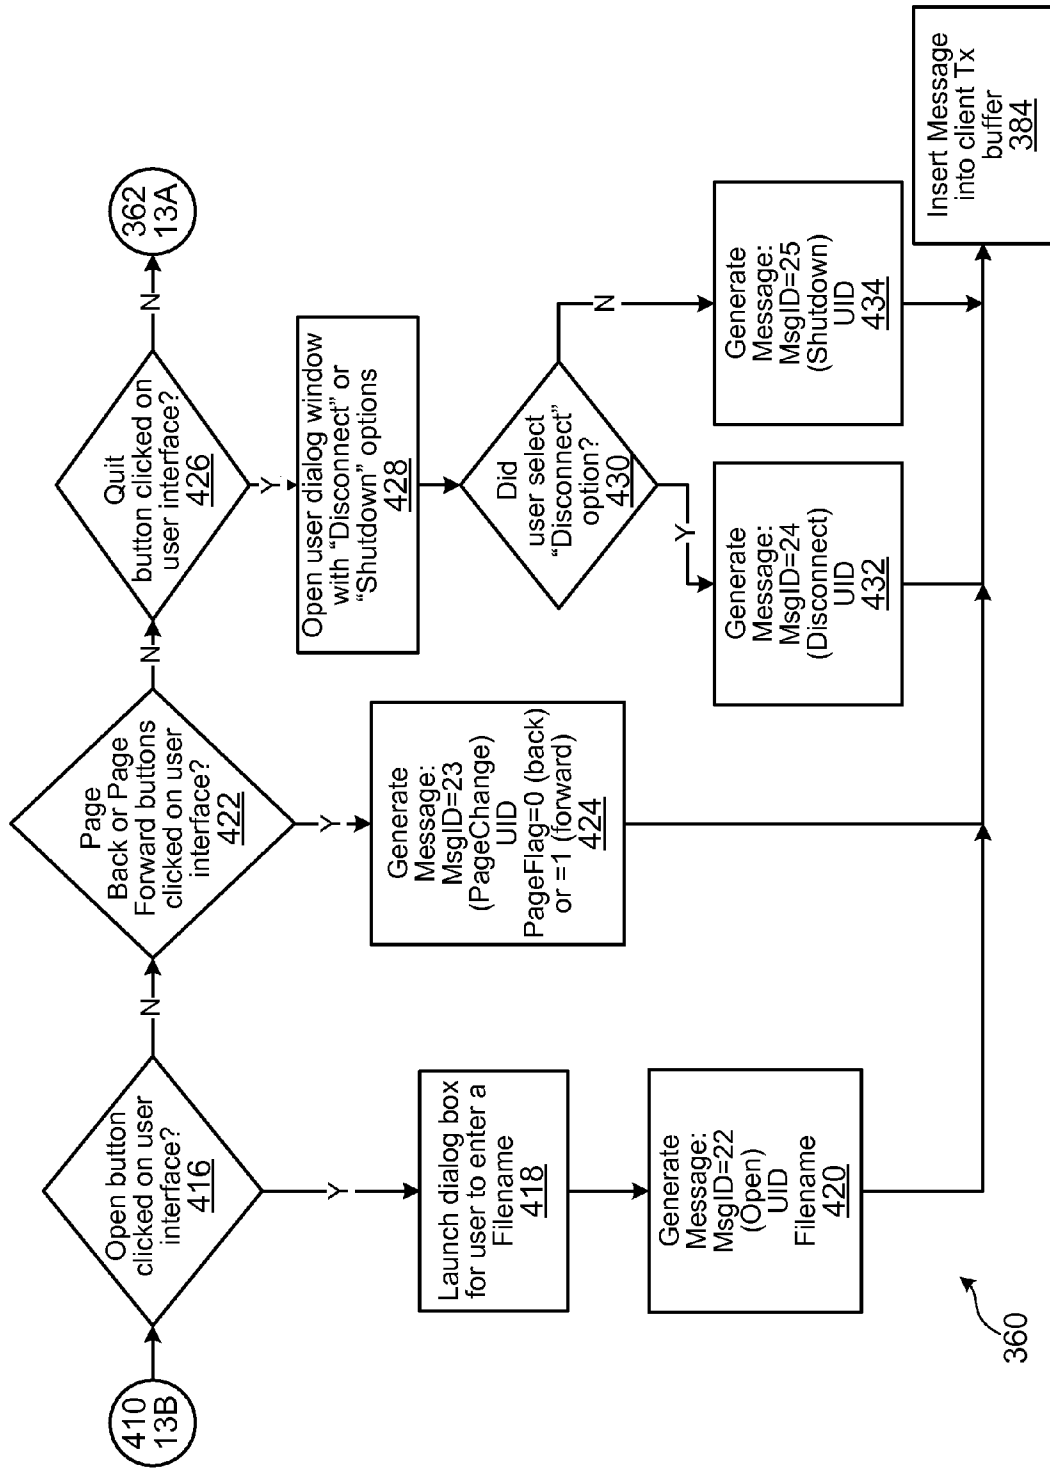 410
13B
Open button
clicked on user
interface?
416
N
Page
Back or Page
Forward buttons
clicked on user
interface?
422
N
Quit
button clicked on
user interface?
426
N
362
13A
Y
Launch dialog box
for user to enter a
Filename
418
Generate
Message:
MsgID=22
(Open)
UID
Filename
420
Y
Generate
Message:
MsgID=23
(PageChange)
UID
PageFlag=0 (back)
or =1 (forward)
424
Y
Open user dialog window
with “Disconnect” or
“Shutdown” options
428
Did
user select
“Disconnect”
option?
430
Y
N
Generate
Message:
MsgID=24
(Disconnect)
UID
432
Generate
Message:
MsgID=25
(Shutdown)
UID
434
Insert Message
into client Tx
buffer
384
360